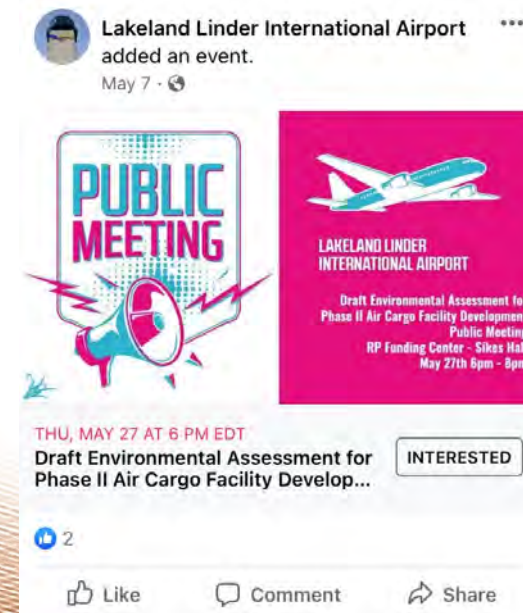 Lakeland Linder International Airport
added an event.
May 7 ·
PUBLIC
MEETING
LAKELAND LINDER
INTERNATIONAL AIRPORT
Draft Environmental Assessment fo
Phase II Air Cargo Facility Developmen
Public Meeting
RP Funding Center - Sikes Hal
May 27th 6pm - 8pm
THU, MAY 27 AT 6 PM EDT
Draft Environmental Assessment for
Phase II Air Cargo Facility Develop...
INTERESTED
2
Like Comment Share